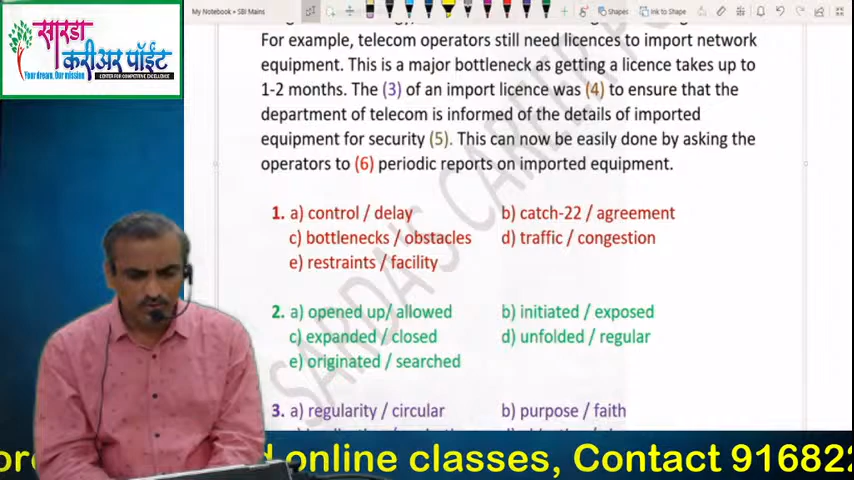 My Notebook • SBI Mains
Shapes
Ink to Shape
सारडा
करीअर पॉईंट
Your dream. Our mission
CENTER FOR COMPETITIVE EXCELLENCE
For example, telecom operators still need licences to import network
equipment. This is a major bottleneck as getting a licence takes up to
1-2 months. The (3) of an import licence was (4) to ensure that the
department of telecom is informed of the details of imported
equipment for security (5). This can now be easily done by asking the
operators to (6) periodic reports on imported equipment.
1. a) control / delay b) catch-22 / agreement
c) bottlenecks / obstacles d) traffic / congestion
e) restraints / facility
2. a) opened up/ allowed b) initiated / exposed
c) expanded / closed d) unfolded / regular
e) originated / searched
3. a) regularity / circular b) purpose / faith
SARDA'S CAREER
online classes, Contact 91682